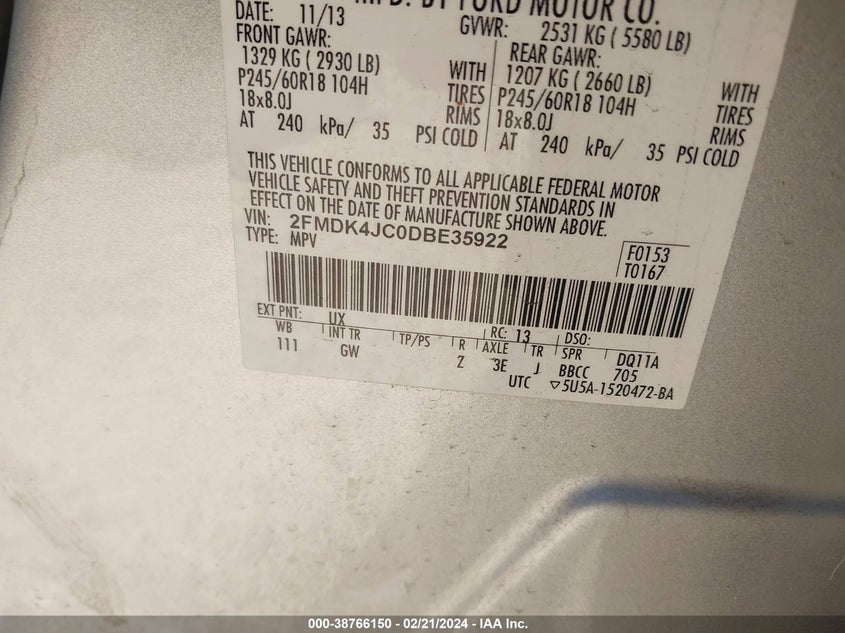 MFD. BY FORD MOTOR CO.
DATE: 11/13 GVWR: 2531 KG ( 5580 LB)
FRONT GAWR: REAR GAWR:
1329 KG ( 2930 LB) WITH 1207 KG ( 2660 LB) WITH
P245/60R18 104H TIRES P245/60R18 104H TIRES
18x8.0J RIMS 18x8.0J RIMS
AT 240 kPa/ 35 PSI COLD AT 240 kPa/ 35 PSI COLD
THIS VEHICLE CONFORMS TO ALL APPLICABLE FEDERAL MOTOR
VEHICLE SAFETY AND THEFT PREVENTION STANDARDS IN
EFFECT ON THE DATE OF MANUFACTURE SHOWN ABOVE.
VIN: 2FMDK4JC0DBE35922
TYPE: MPV
F0153
T0167
EXT PNT: UX RC: 13 DSO:
WB INT TR TP/PS R AXLE TR SPR DQ11A
111 GW Z 3E J BBCC 705
UTC ▽5U5A-1520472-BA
000-38766150 / 02/21/2024 - IAA Inc.